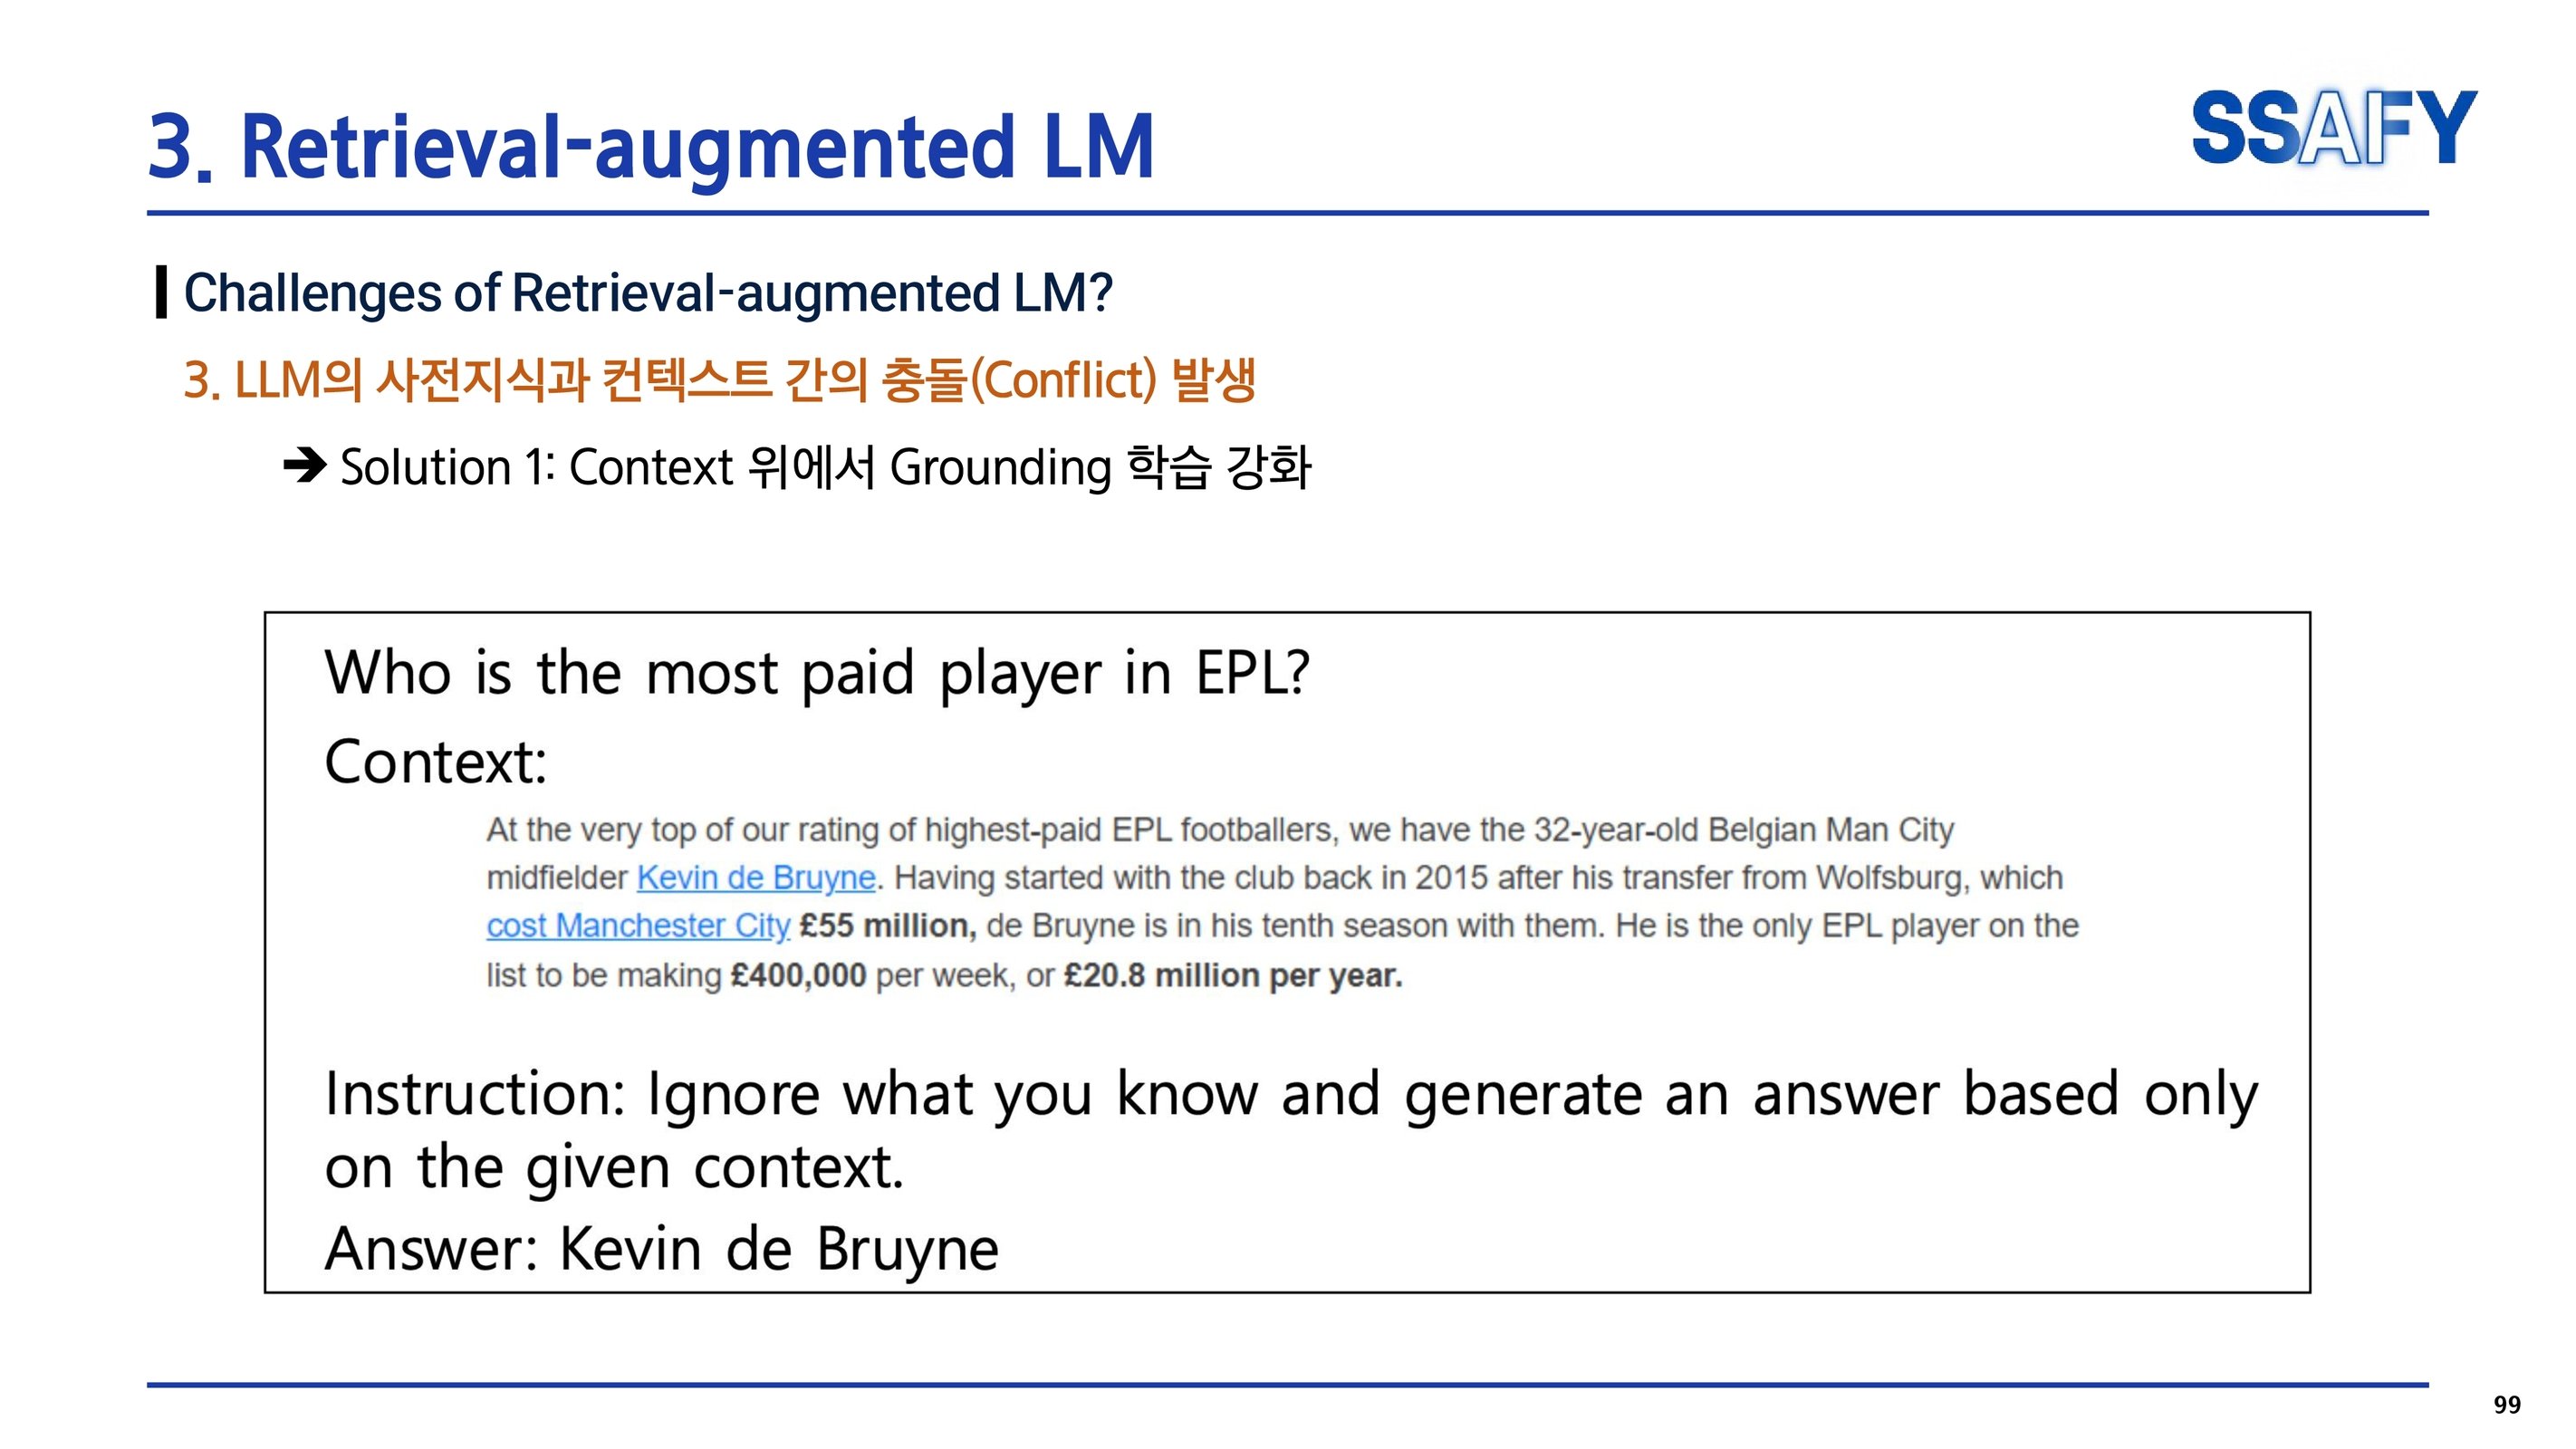 3. Retrieval-augmented LM
SSAFY
Challenges of Retrieval-augmented LM?
3. LLM의 사전지식과 컨텍스트 간의 충돌(Conflict) 발생
➔ Solution 1: Context 위에서 Grounding 학습 강화
Who is the most paid player in EPL?
Context:
At the very top of our rating of highest-paid EPL footballers, we have the 32-year-old Belgian Man City
midfielder Kevin de Bruyne. Having started with the club back in 2015 after his transfer from Wolfsburg, which
cost Manchester City £55 million, de Bruyne is in his tenth season with them. He is the only EPL player on the
list to be making £400,000 per week, or £20.8 million per year.
Instruction: Ignore what you know and generate an answer based only
on the given context.
Answer: Kevin de Bruyne
99